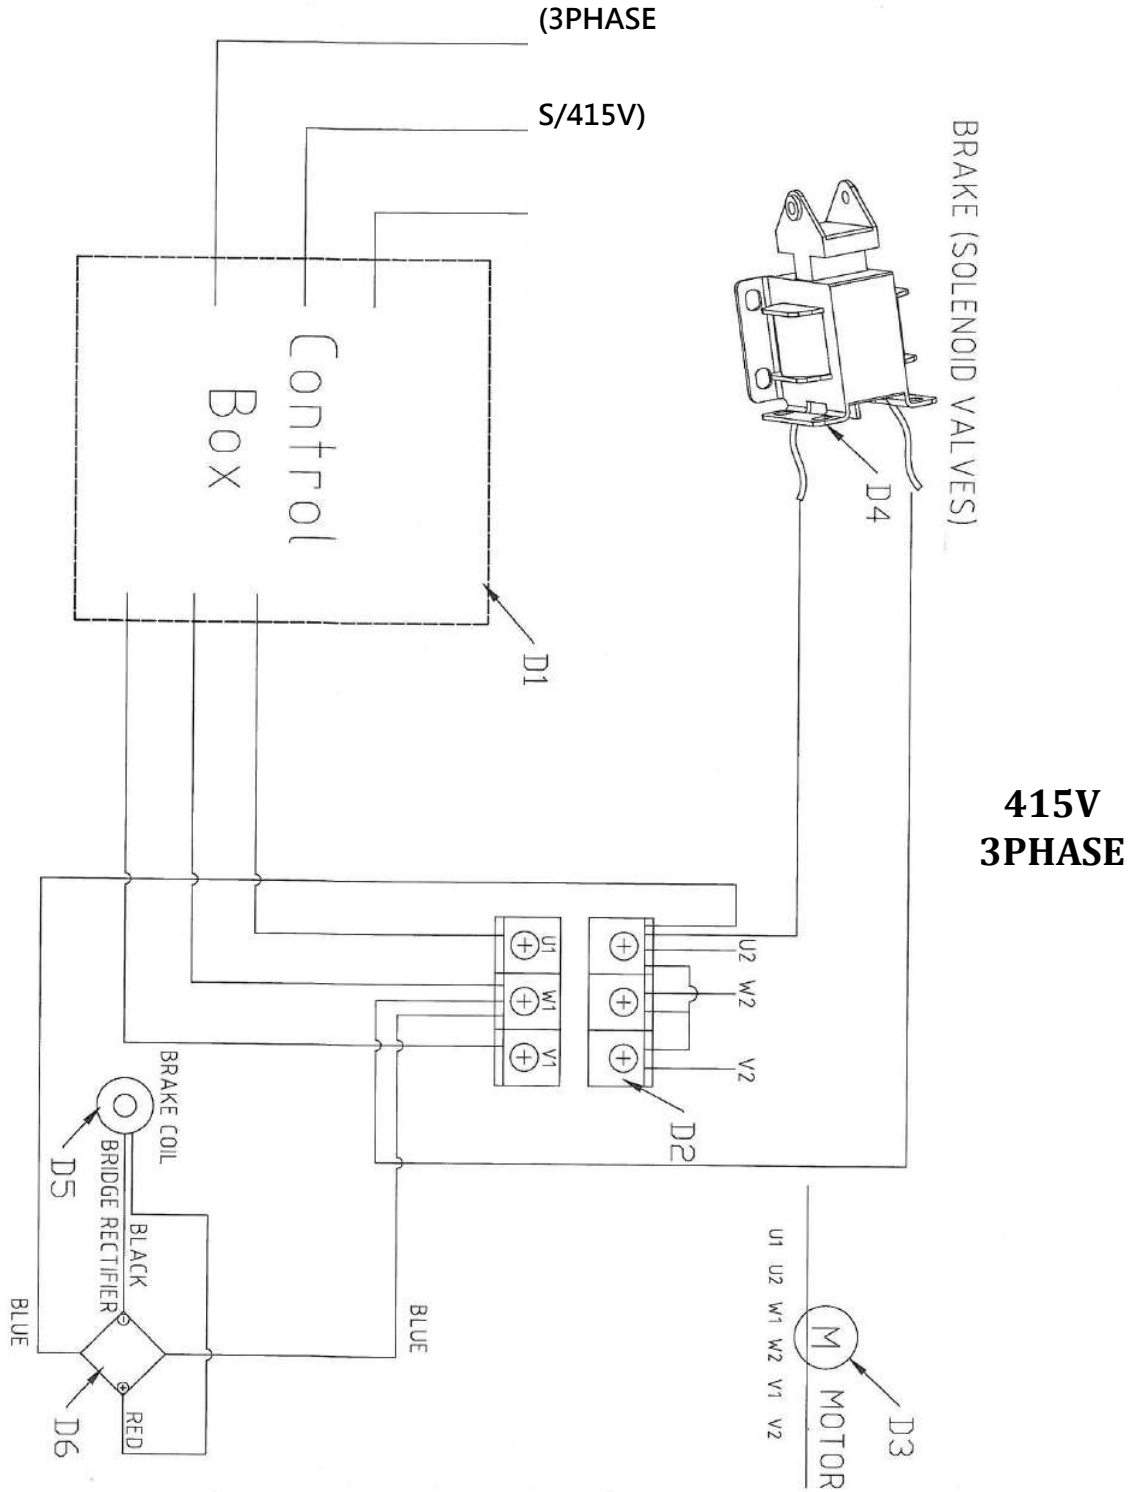 (3PHASE
S/415V)
BRAKE (SOLENOID VALVES)
D4
Control
Box
D1
415V
3PHASE
U1
W1
V1
U2
W2
V2
D2
BRAKE COIL
D5
BRIDGE RECTIFIER
BLACK
BLUE
BLUE
RED
D6
U1 U2 W1 W2 V1 V2
M
MOTOR
D3